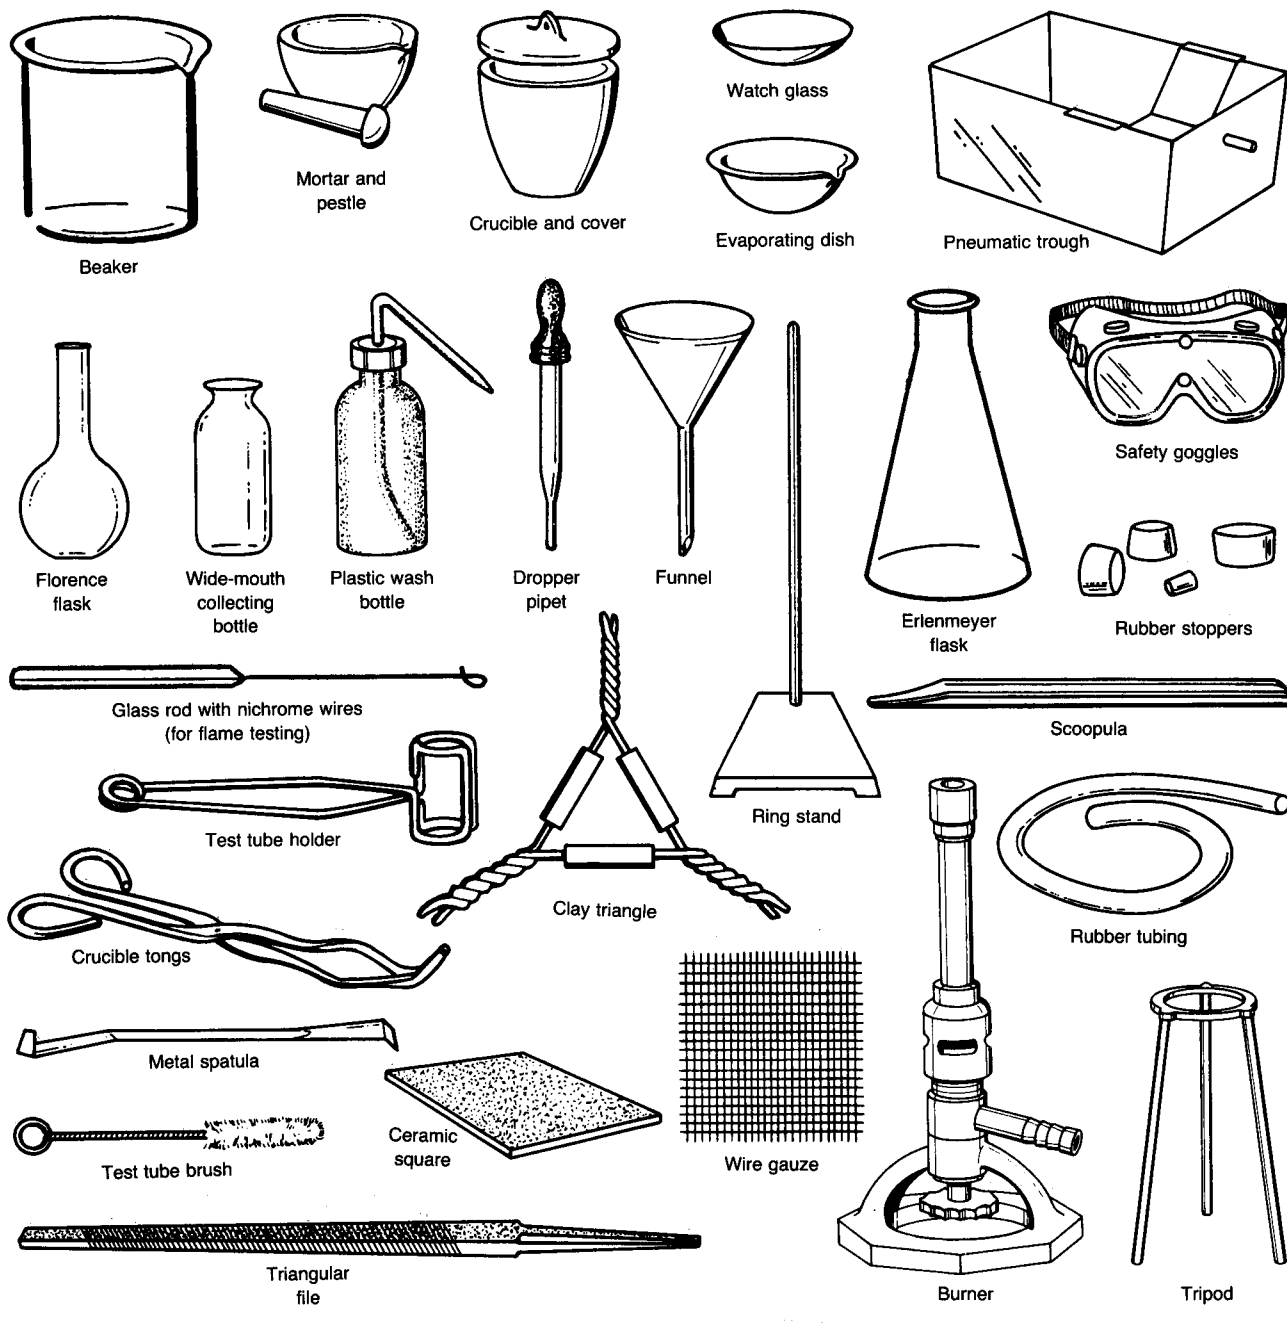 Beaker
Mortar and
pestle
Crucible and cover
Watch glass
Evaporating dish
Pneumatic trough
Florence
flask
Wide-mouth
collecting
bottle
Plastic wash
bottle
Dropper
pipet
Funnel
Ring stand
Erlenmeyer
flask
Safety goggles
Rubber stoppers
Glass rod with nichrome wires
(for flame testing)
Scoopula
Test tube holder
Clay triangle
Crucible tongs
Rubber tubing
Metal spatula
Ceramic
square
Wire gauze
Test tube brush
Triangular
file
Burner
Tripod